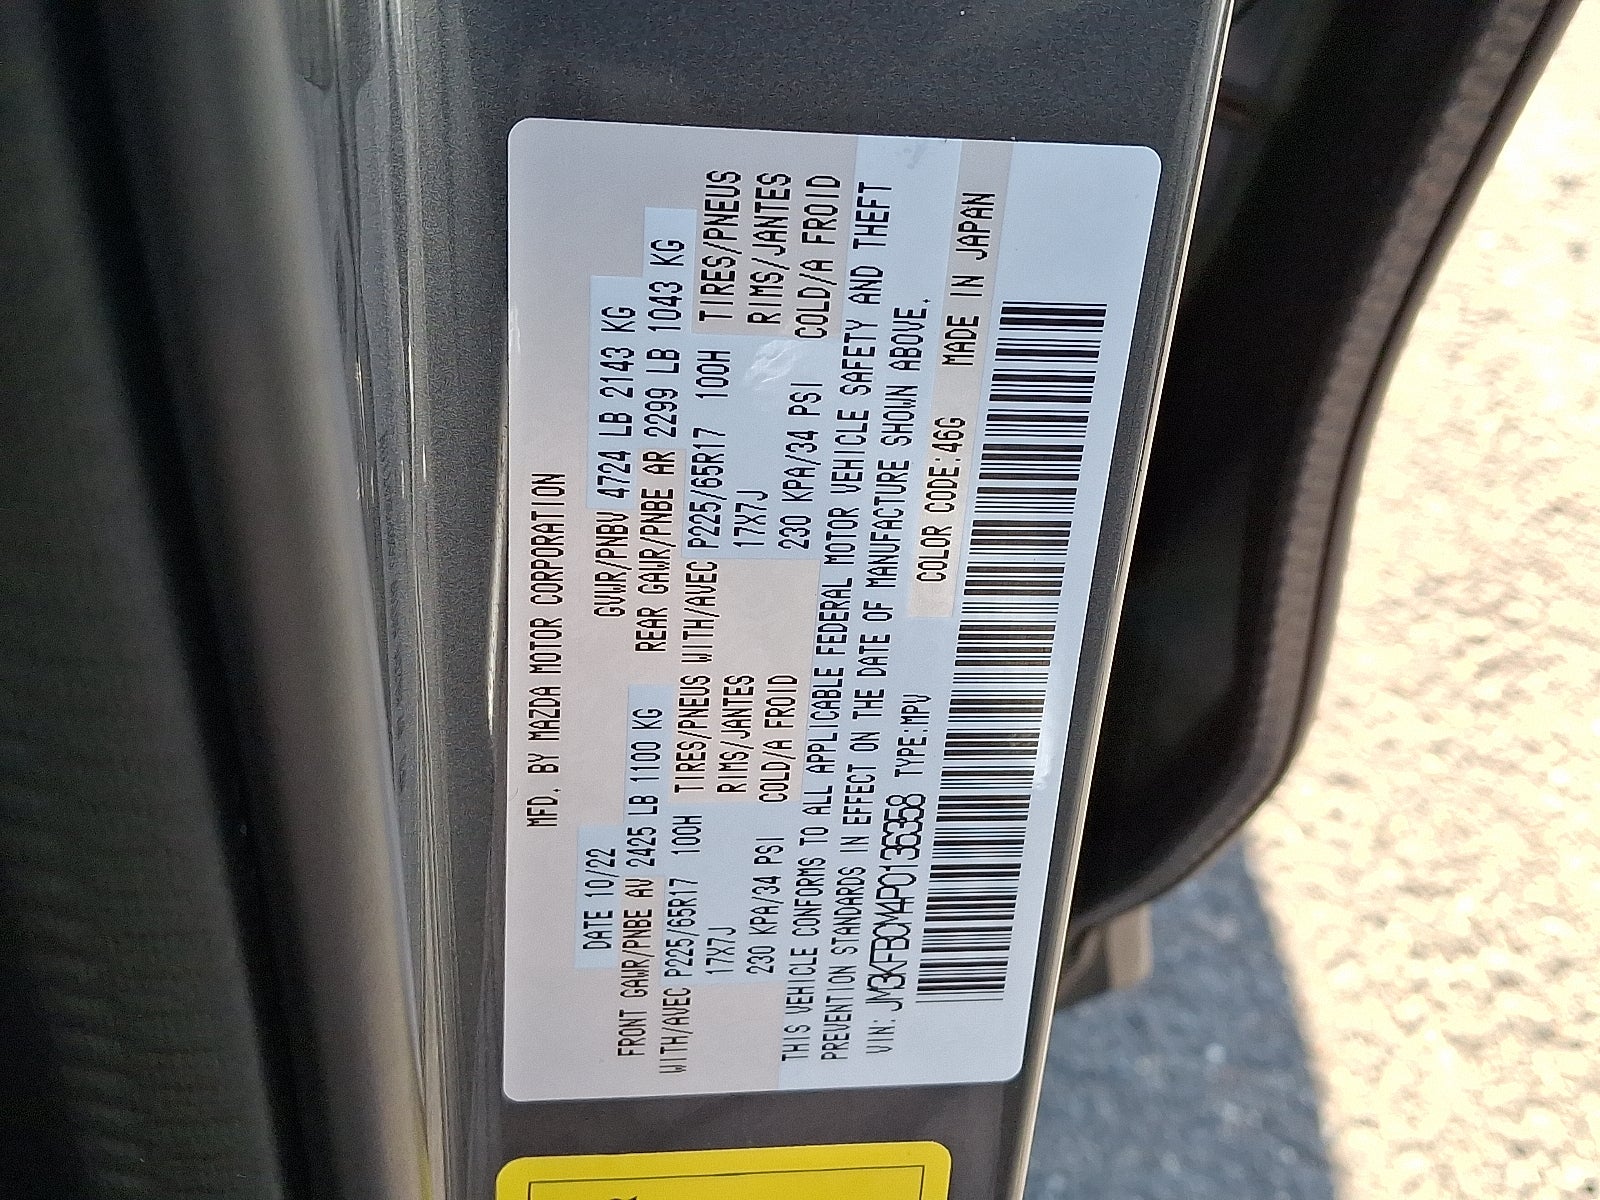 MFD. BY MAZDA MOTOR CORPORATION
DATE 10/22 GVWR/PNBV 4724 LB 2143 KG
FRONT GAWR/PNBE AV 2425 LB 1100 KG REAR GAWR/PNBE AR 2299 LB 1043 KG
WITH/AVEC P225/65R17 100H TIRES/PNEUS WITH/AVEC P225/65R17 100H TIRES/PNEUS
17X7J RIMS/JANTES 17X7J RIMS/JANTES
230 KPA/34 PSI COLD/A FROID 230 KPA/34 PSI COLD/A FROID
THIS VEHICLE CONFORMS TO ALL APPLICABLE FEDERAL MOTOR VEHICLE SAFETY AND THEFT
PREVENTION STANDARDS IN EFFECT ON THE DATE OF MANUFACTURE SHOWN ABOVE.
VIN: JM3KFBCM4P0136358 TYPE:MPV COLOR CODE:46G MADE IN JAPAN